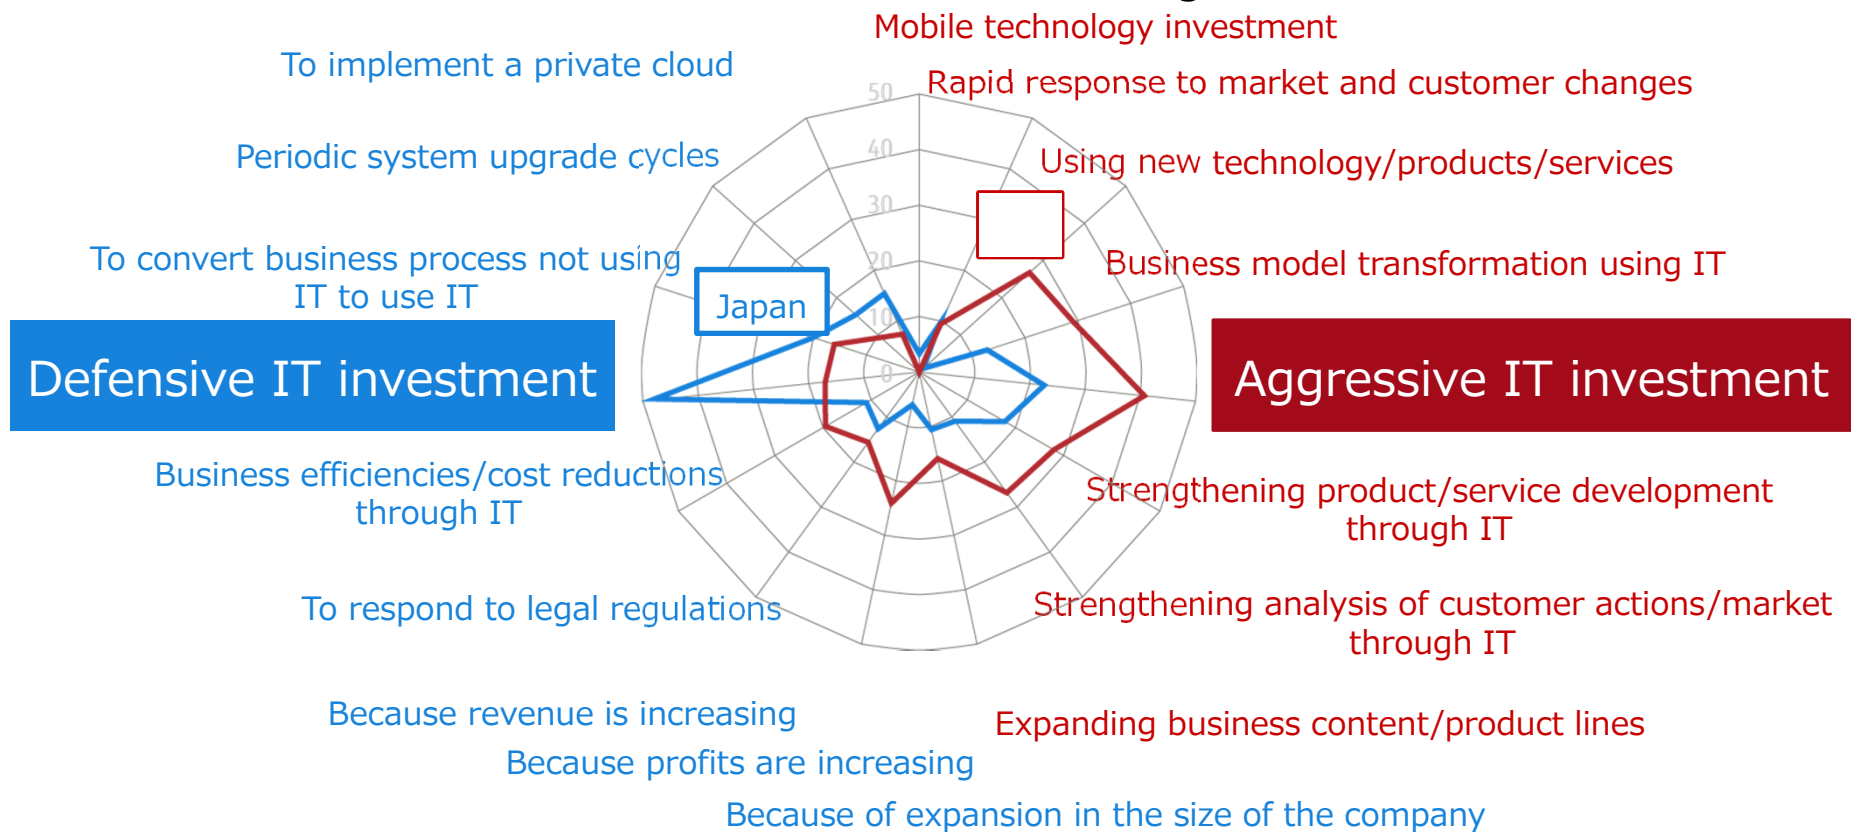 Mobile technology investment
To implement a private cloud
Rapid response to market and customer changes
50
40
Periodic system upgrade cycles
Using new technology/products/services
30
To convert business process not using
IT to use IT
20
Business model transformation using IT
Japan
10
Defensive IT investment
0
Aggressive IT investment
Business efficiencies/cost reductions
through IT
Strengthening product/service development
through IT
To respond to legal regulations
Strengthening analysis of customer actions/market
through IT
Because revenue is increasing
Expanding business content/product lines
Because profits are increasing
Because of expansion in the size of the company